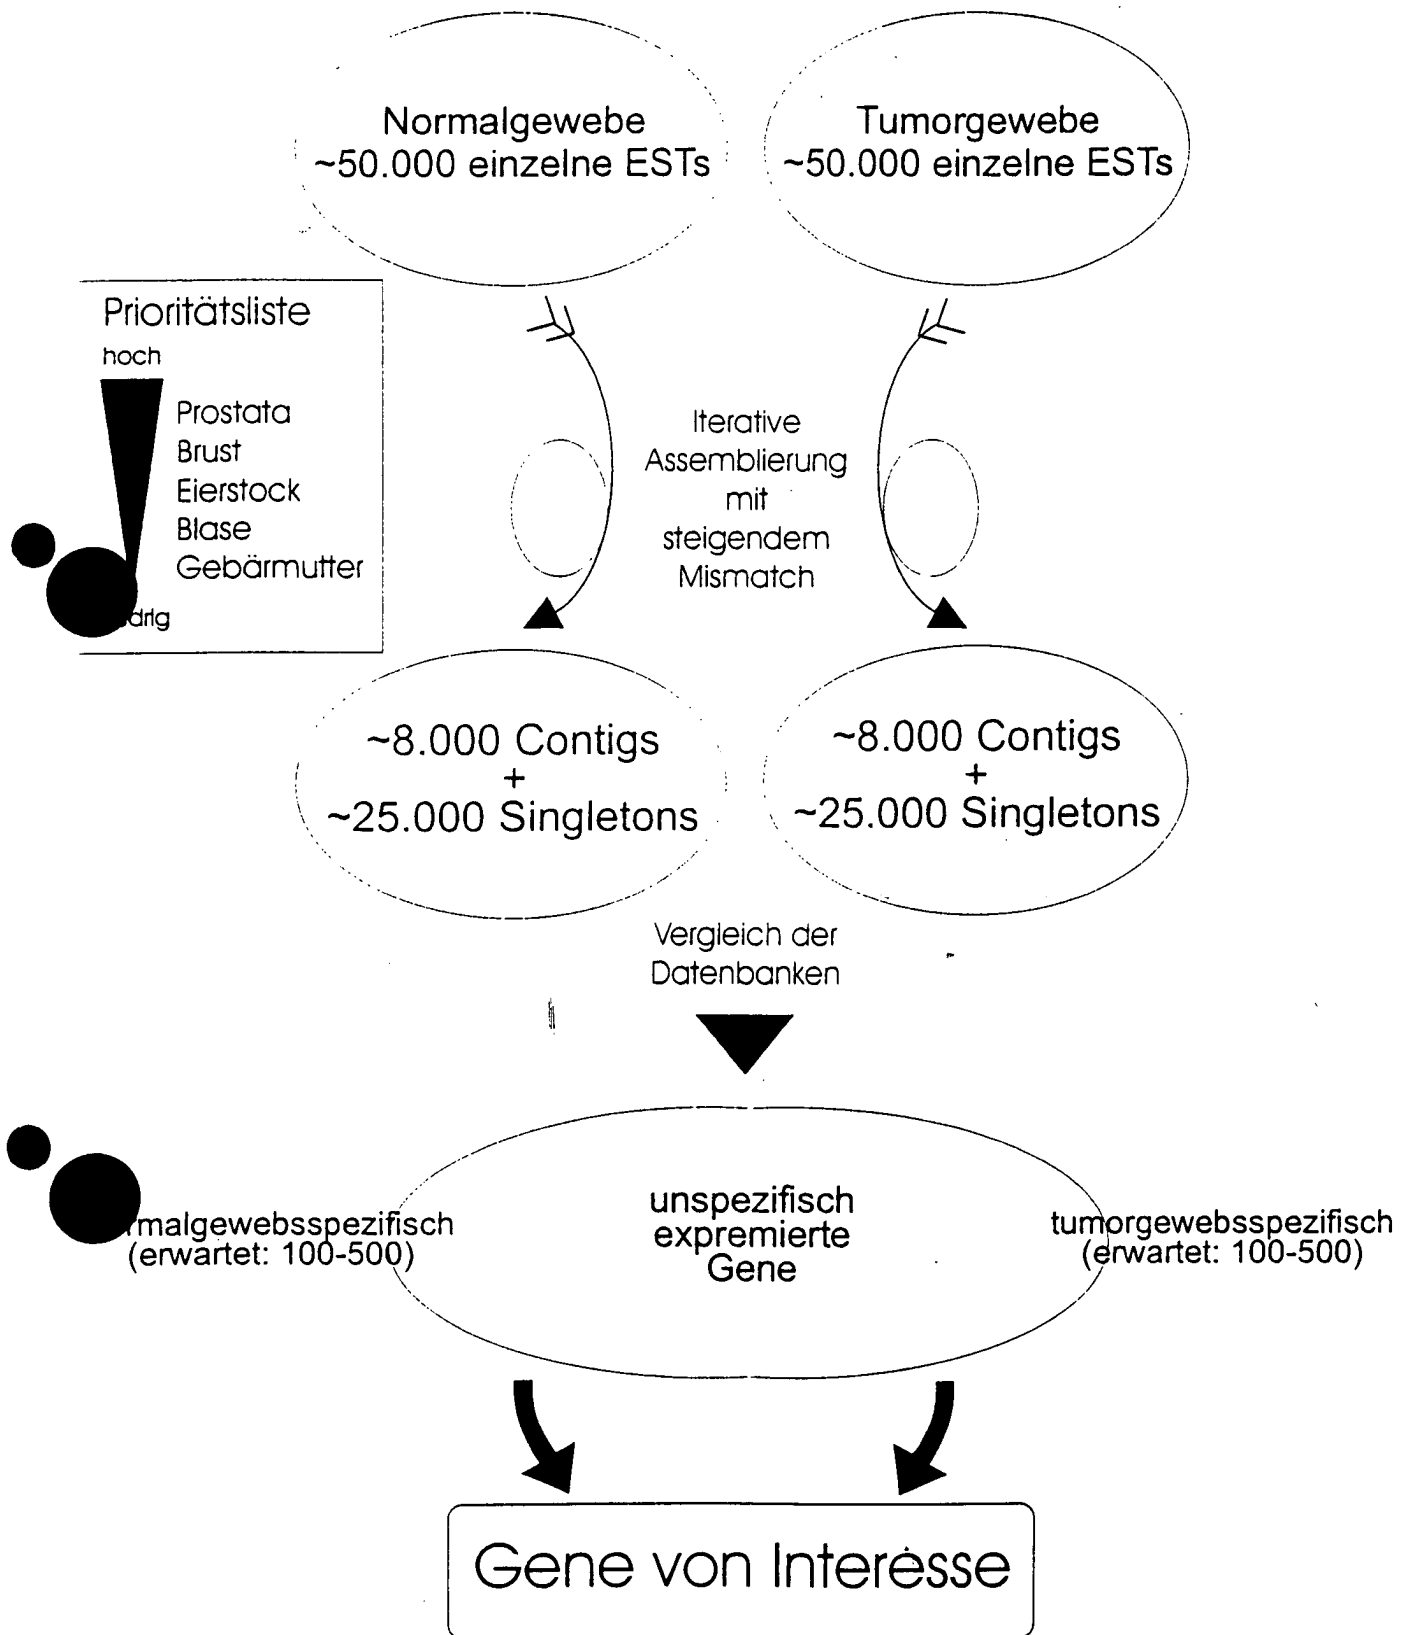 Normalgewebe
~50.000 einzelne ESTs
Tumorgewebe
~50.000 einzelne ESTs
Prioritätsliste
hoch
Prostata
Brust
Eierstock
Blase
Gebärmutter
drig
Iterative
Assemblierung
mit
steigendem
Mismatch
~8.000 Contigs
+
~25.000 Singletons
~8.000 Contigs
+
~25.000 Singletons
Vergleich der
Datenbanken
rmalgewebsspezifisch
(erwartet: 100-500)
unspezifisch
expremierte
Gene
tumorgewebsspezifisch
(erwartet: 100-500)
Gene von Interesse